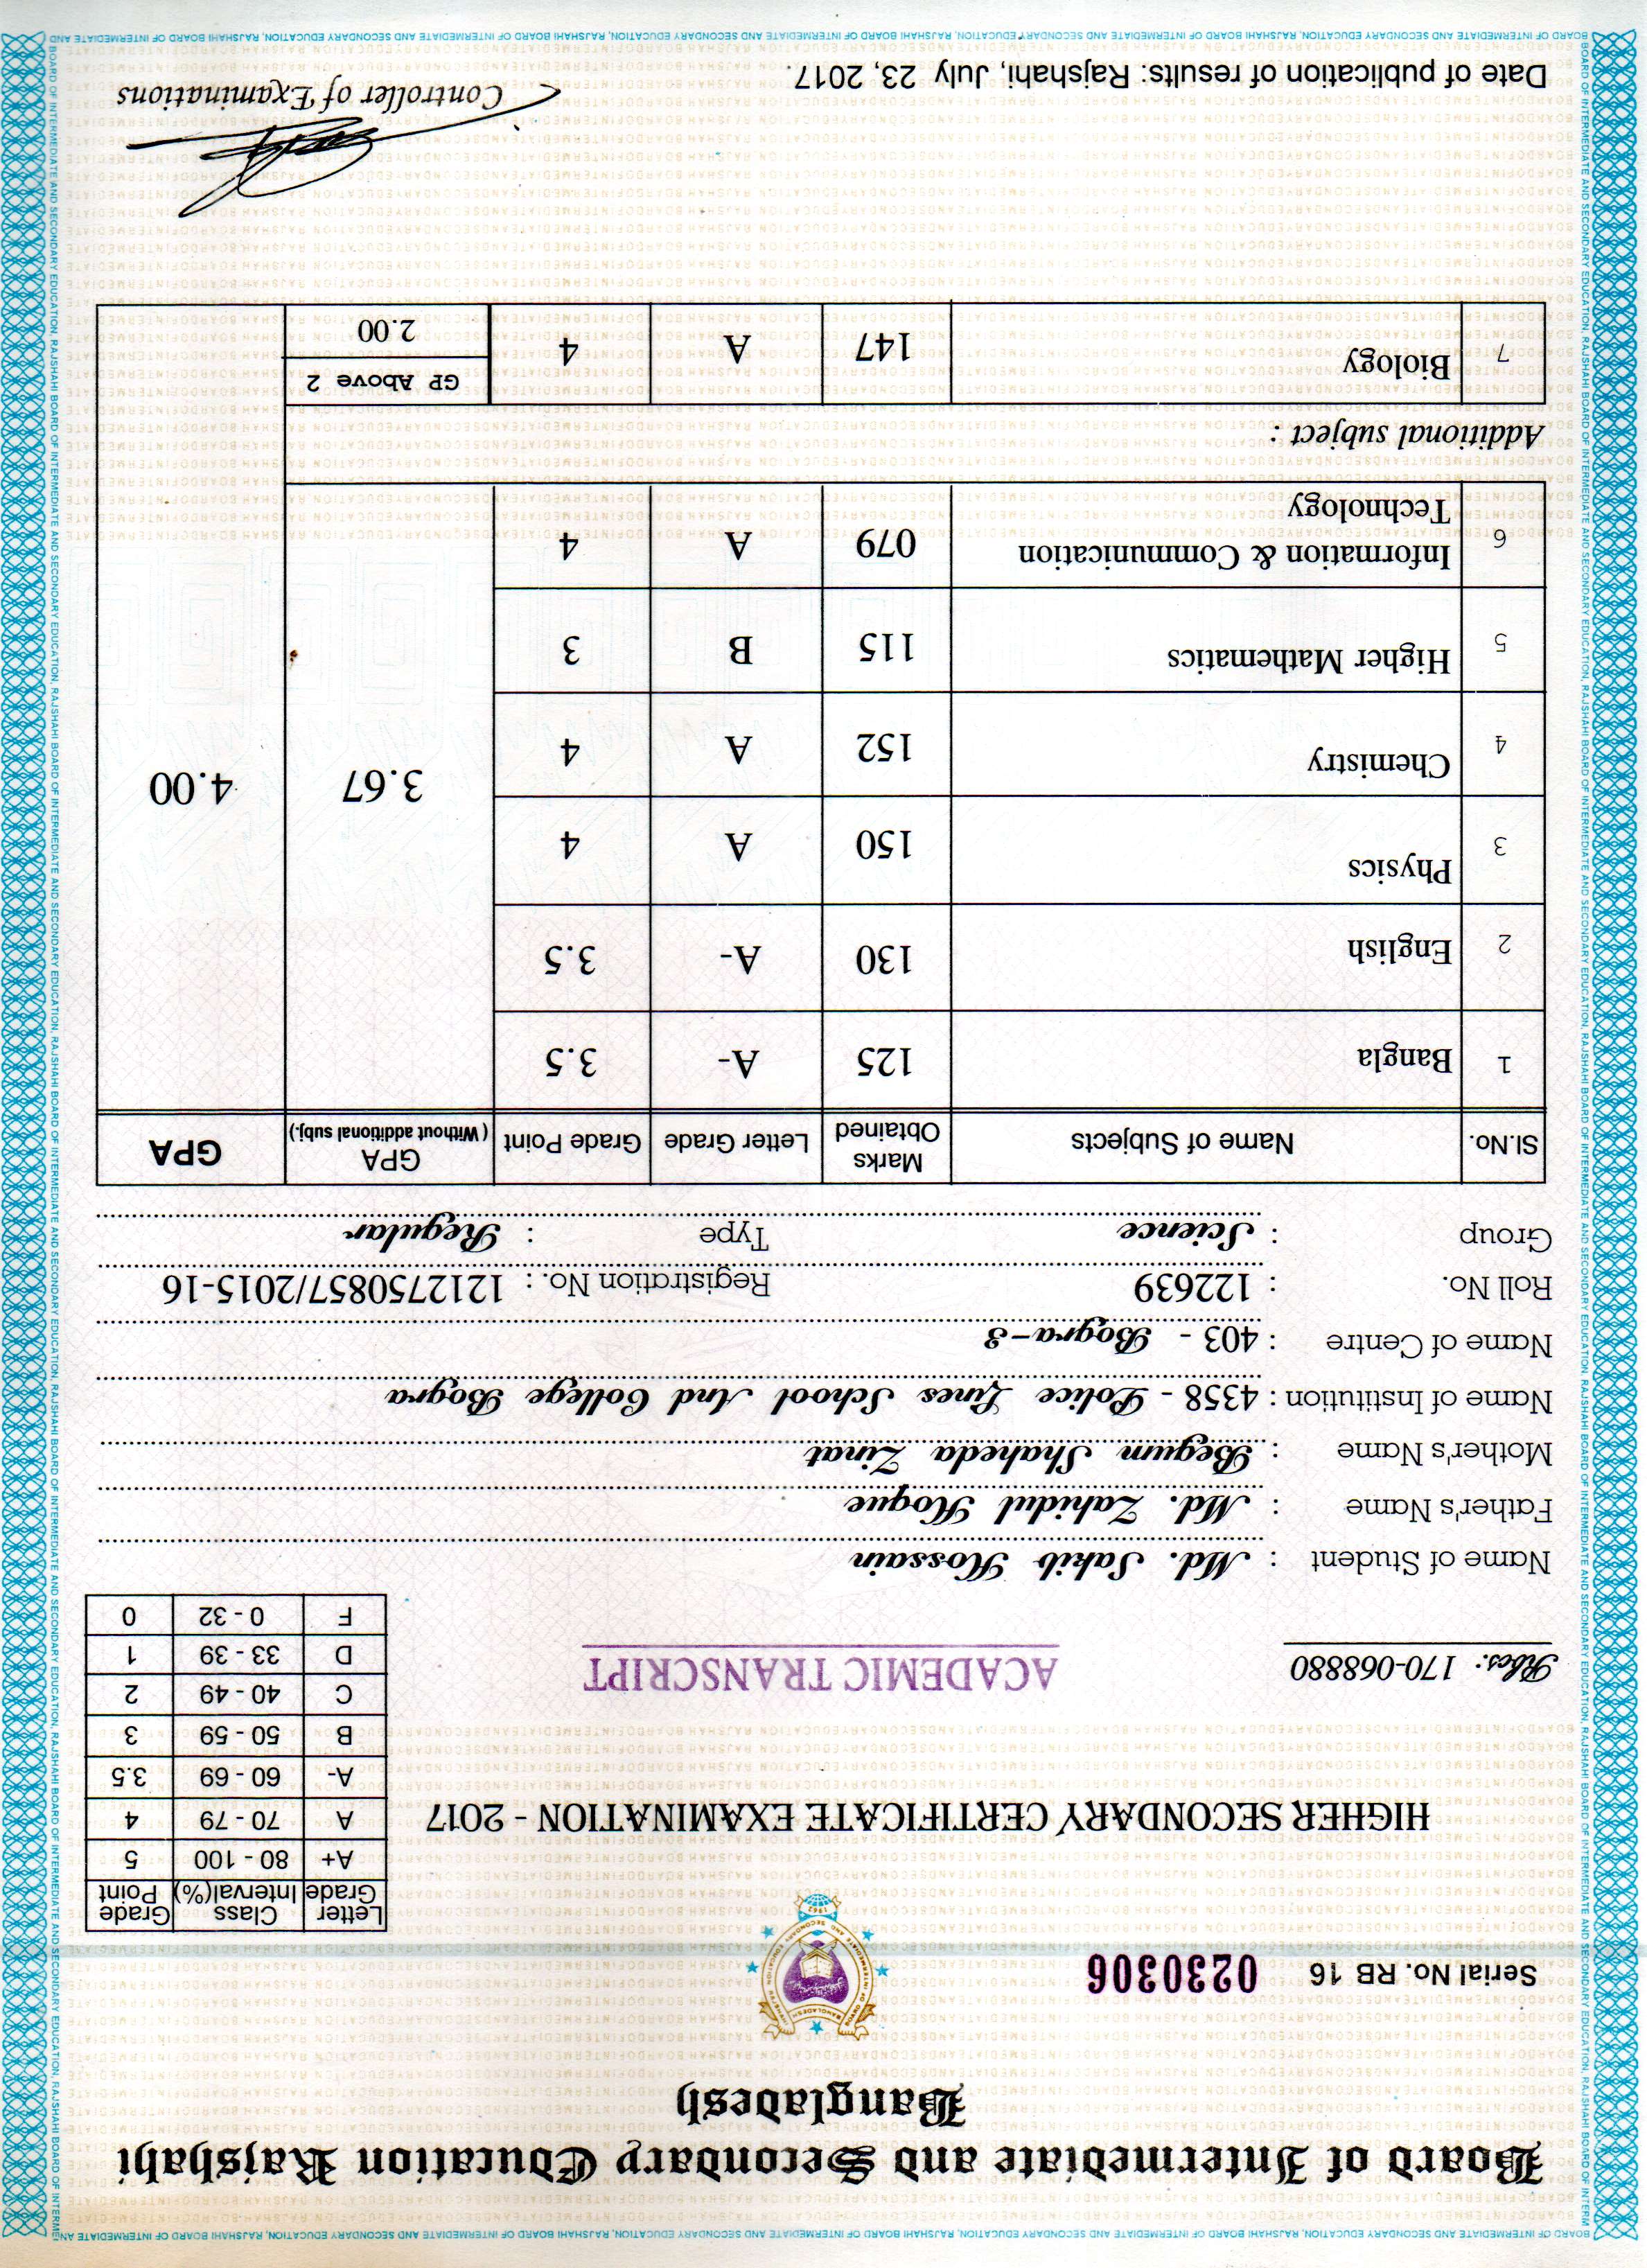 BOARD OF INTERMEDIATE AND SECONDARY EDUCATION, RAJSHAHI BOARD OF INTERMEDIATE AND SECONDARY EDUCATION, RAJSHAHI BOARD OF INTERMEDIATE AND SECONDARY EDUCATION, RAJSHAHI BOARD OF INTERMEDIATE AND SECONDARY EDUCATION, RAJSHAHI BOARD OF INTERMEDIATE AN
Board of Intermediate and Secondary Education Rajshahi
Bangladesh
Serial No. RB 16 0230306
BANGLADESH
1962
Letter Grade Class Interval(%) Grade Point
A+ 80 - 100 5
A 70 - 79 4
A- 60 - 69 3.5
B 50 - 59 3
C 40 - 49 2
D 33 - 39 1
F 0 - 32 0
HIGHER SECONDARY CERTIFICATE EXAMINATION - 2017
Rbcs: 170-068880
ACADEMIC TRANSCRIPT
Name of Student : Md. Sakib Hossain
Father's Name : Md. Zahidul Hoque
Mother's Name : Begum Shaheda Zinat
Name of Institution : 4358 - Police Lines School And College Bogra
Name of Centre : 403 - Bogra-3
Roll No. : 122639 Registration No. : 1212750857/2015-16
Group : Science Type : Regular
Sl.No. Name of Subjects Marks Obtained Letter Grade Grade Point GPA (Without additional subj.) GPA
1 Bangla 125 A- 3.5
2 English 130 A- 3.5
3 Physics 150 A 4
3.67 4.00
4 Chemistry 152 A 4
5 Higher Mathematics 115 B 3
6 Information & Communication Technology 079 A 4
Additional subject :
7 Biology 147 A 4 GP Above 2
2.00
Controller of Examinations
Date of publication of results: Rajshahi, July 23, 2017.
BOARD OF INTERMEDIATE AND SECONDARY EDUCATION, RAJSHAHI BOARD OF INTERMEDIATE AND SECONDARY EDUCATION, RAJSHAHI BOARD OF INTERMEDIATE AND SECONDARY EDUCATION, RAJSHAHI BOARD OF INTERMEDIATE AND SECONDARY EDUCATION, RAJSHAHI BOARD OF INTERMEDIATE AND